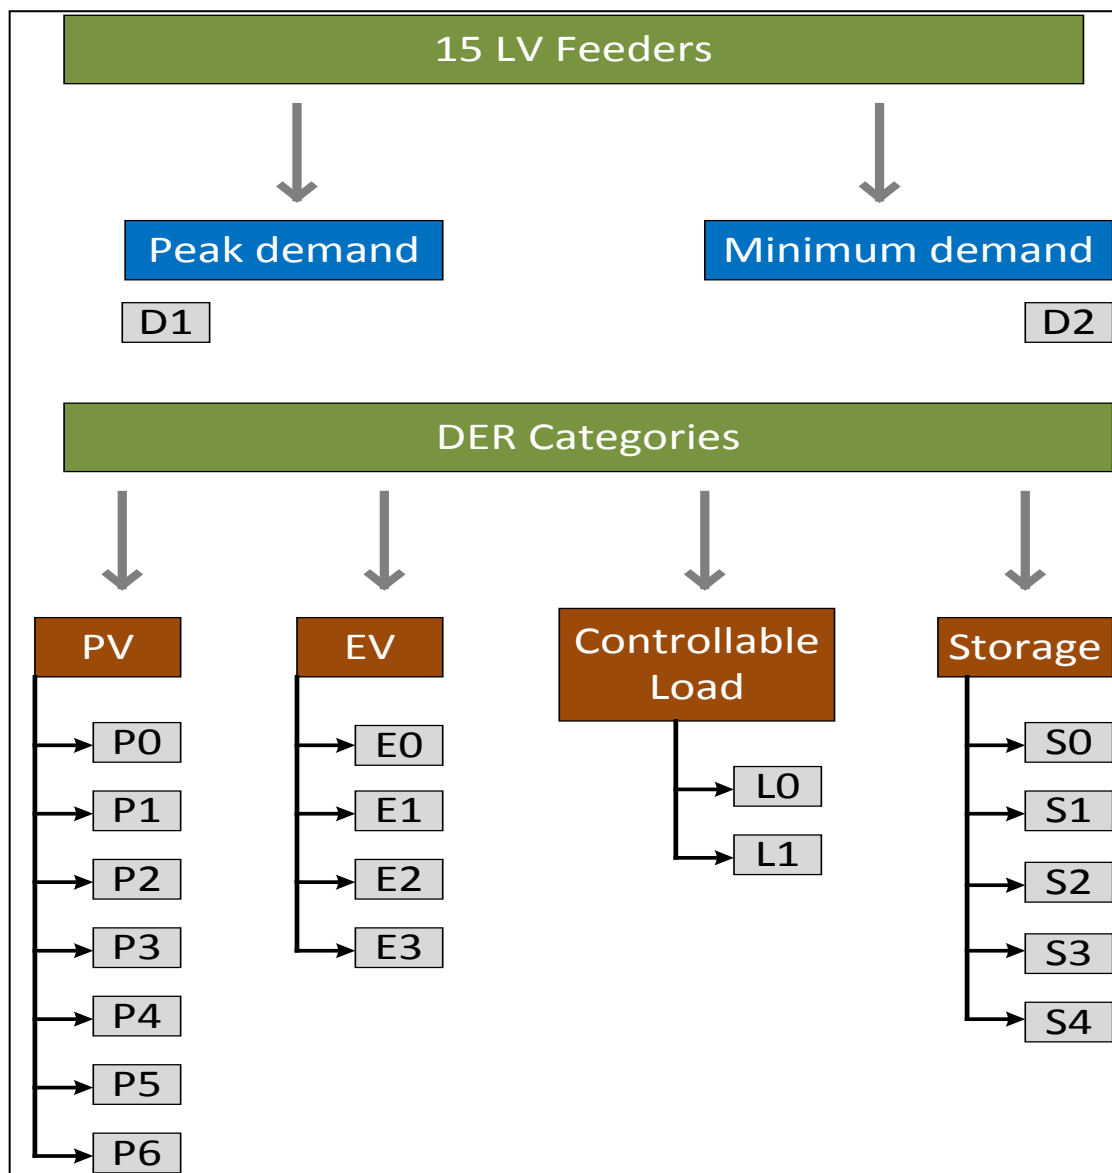 15 LV Feeders
Peak demand
Minimum demand
D1
D2
DER Categories
PV
EV
Controllable
Load
Storage
P0
P1
P2
P3
P4
P5
P6
E0
E1
E2
E3
L0
L1
S0
S1
S2
S3
S4